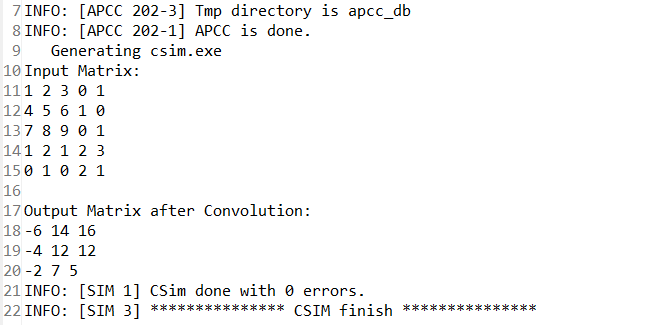 7 INFO: [APCC 202-3] Tmp directory is apcc_db
8 INFO: [APCC 202-1] APCC is done.
9    Generating csim.exe
10 Input Matrix:
11 1 2 3 0 1
12 4 5 6 1 0
13 7 8 9 0 1
14 1 2 1 2 3
15 0 1 0 2 1
16
17 Output Matrix after Convolution:
18 -6 14 16
19 -4 12 12
20 -2 7 5
21 INFO: [SIM 1] CSim done with 0 errors.
22 INFO: [SIM 3] *************** CSIM finish ***************